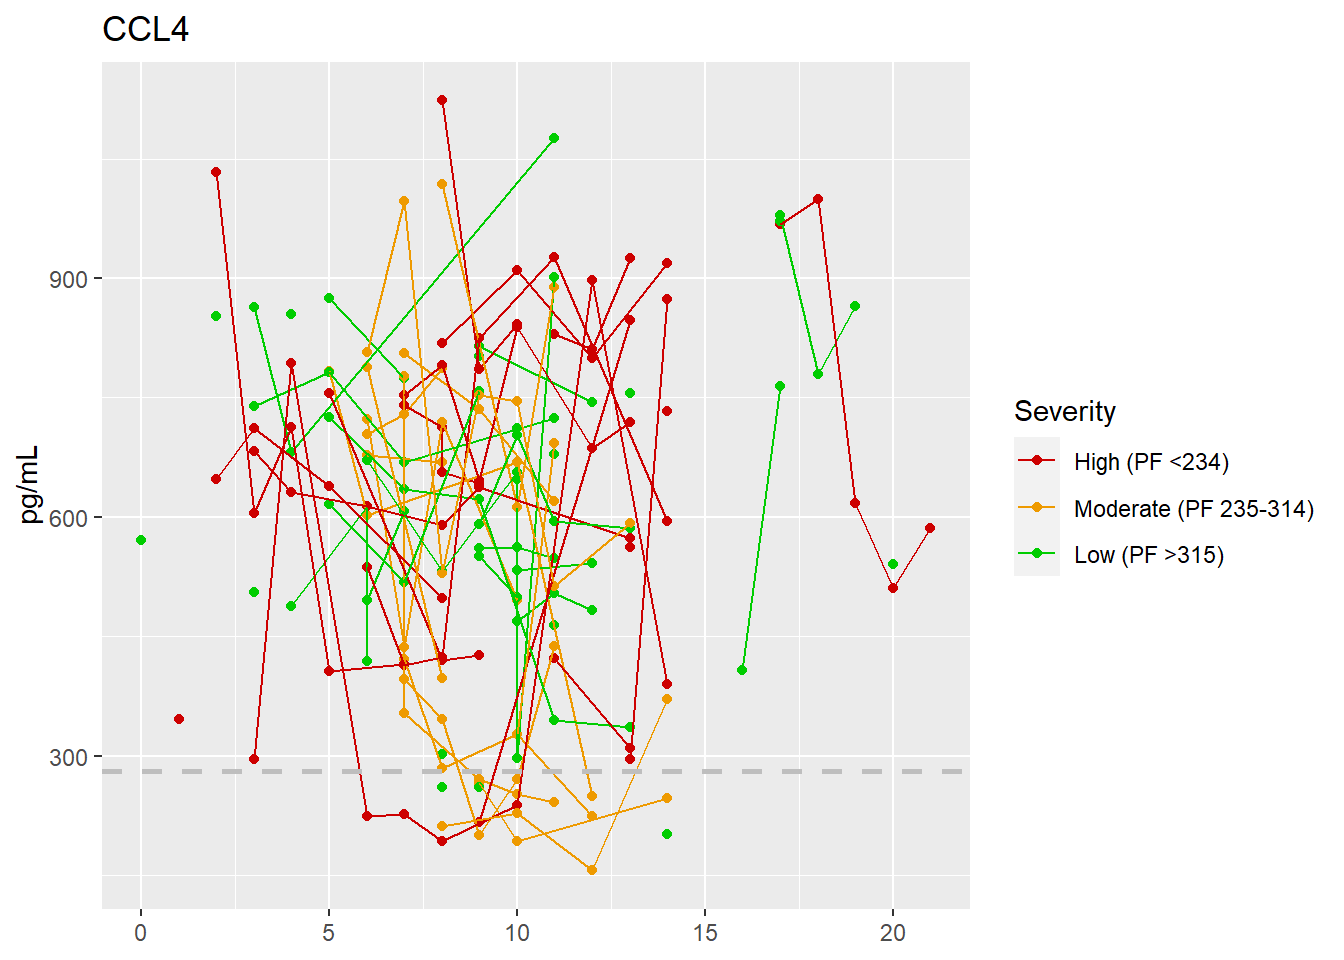 CCL4
pg/mL
900
600
300
0 5 10 15 20
Severity
High (PF <234)
Moderate (PF 235-314)
Low (PF >315)